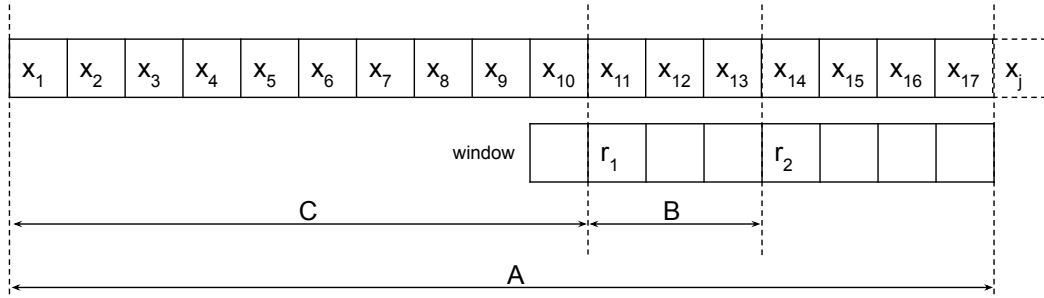 x₁ x₂ x₃ x₄ x₅ x₆ x₇ x₈ x₉ x₁₀ x₁₁ x₁₂ x₁₃ x₁₄ x₁₅ x₁₆ x₁₇ xⱼ
window r₁ r₂
C B
A